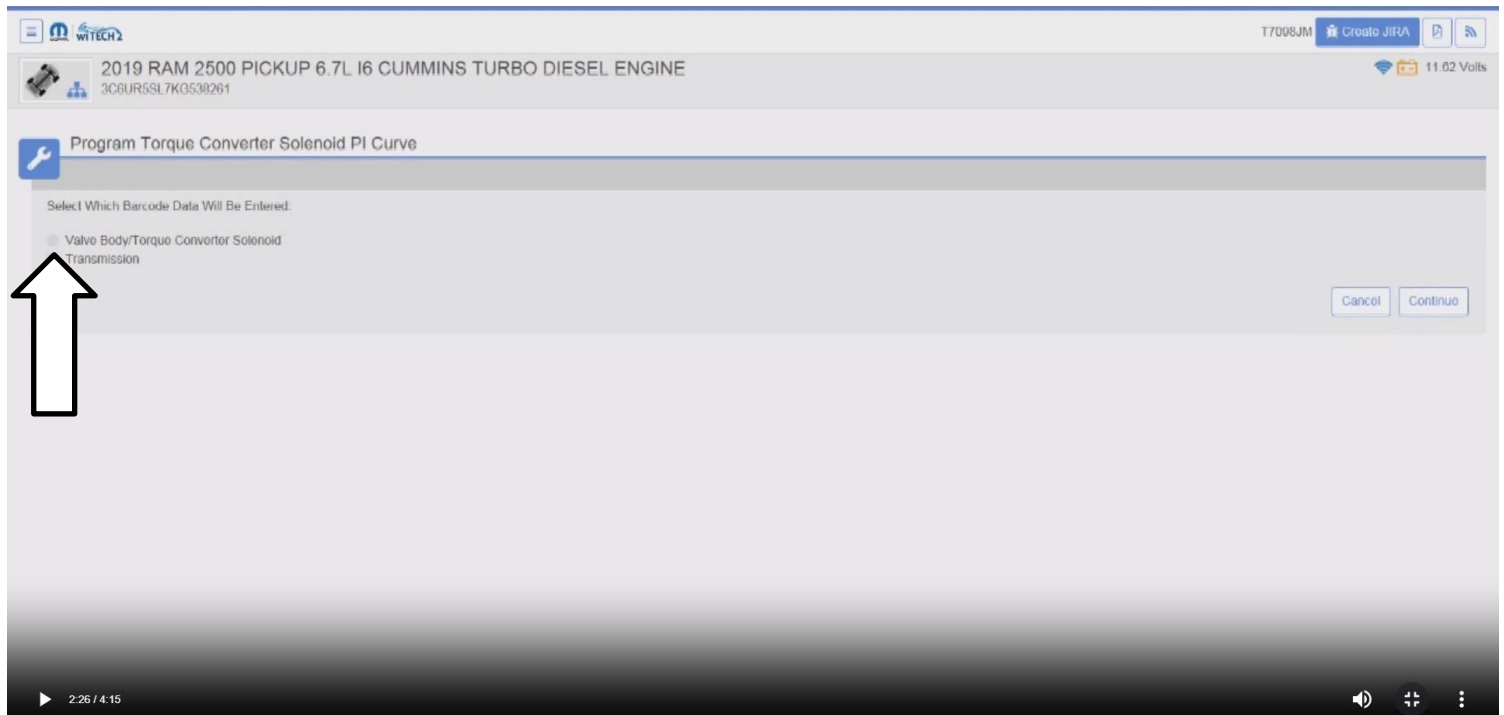 WITECH2
T7008JM Create JIRA
2019 RAM 2500 PICKUP 6.7L I6 CUMMINS TURBO DIESEL ENGINE
3C6UR5SL7KG538261
11.62 Volts
Program Torque Converter Solenoid PI Curve
Select Which Barcode Data Will Be Entered:
Valve Body/Torque Convertor Solenoid
Transmission
Cancel Continue
2:26 / 4:15